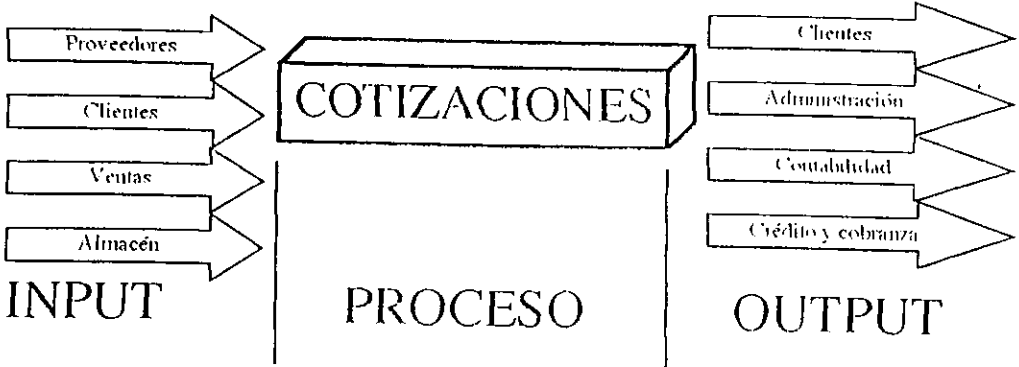 Proveedores
Clientes
Ventas
Almacén
INPUT
COTIZACIONES
PROCESO
Clientes
Administración
Contabilidad
Crédito y cobranza
OUTPUT